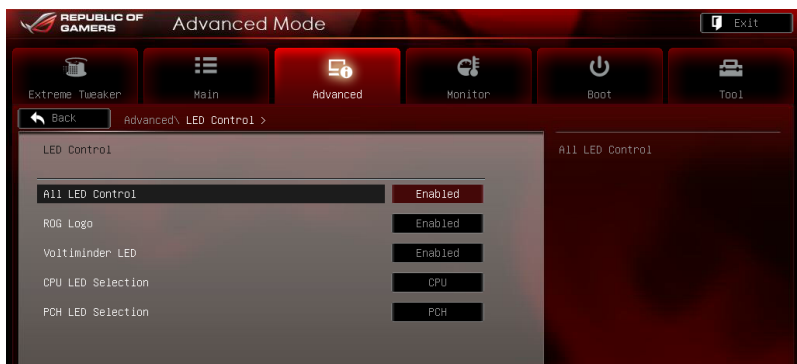 REPUBLIC OF
GAMERS
Advanced Mode
Exit
Extreme Tweaker
Main
Advanced
Monitor
Boot
Tool
Back
Advanced\ LED Control >
LED Control
All LED Control
All LED Control Enabled
ROG Logo Enabled
Voltiminder LED Enabled
CPU LED Selection CPU
PCH LED Selection PCH